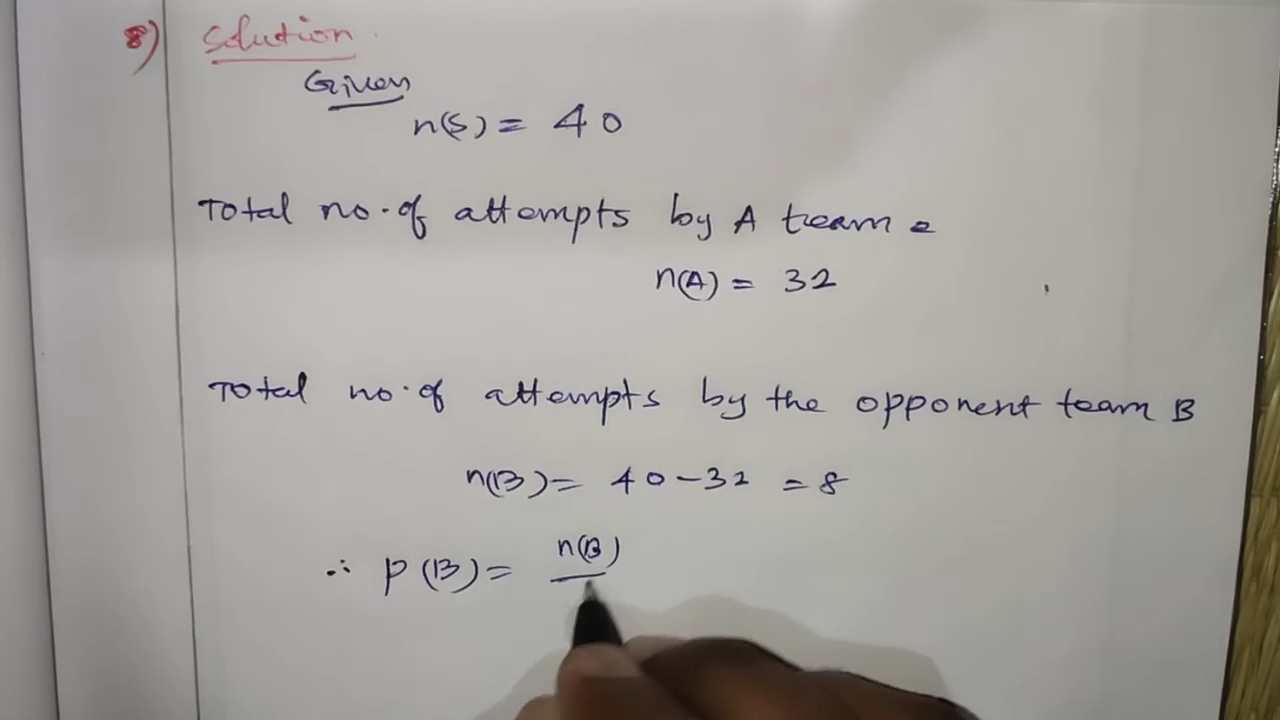 8) Solution.
Given
n(S) = 40
Total no. of attempts by A team =
n(A) = 32
Total no. of attempts by the opponent team B
n(B) = 40 - 32 = 8
∴ P(B) = n(B)